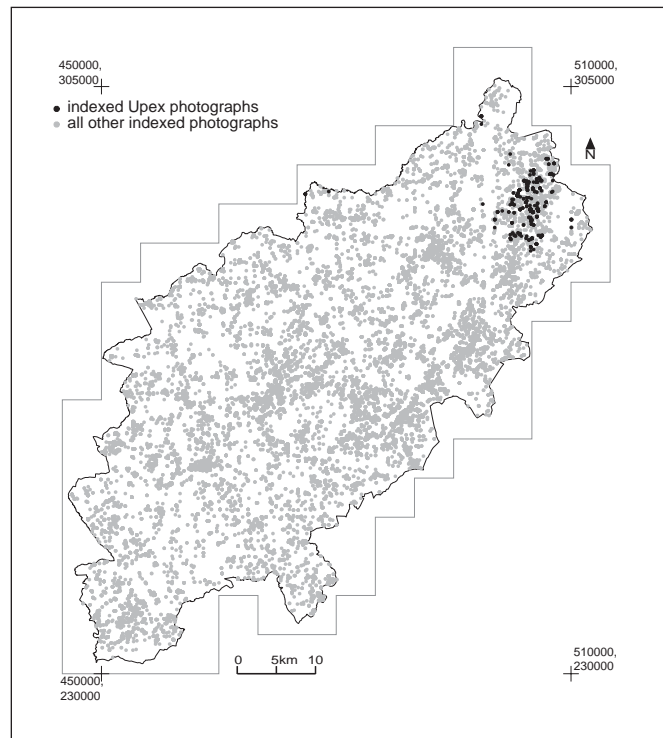 450000,
305000
510000,
305000
indexed Upex photographs
all other indexed photographs
N
0 5km 10
450000,
230000
510000,
230000